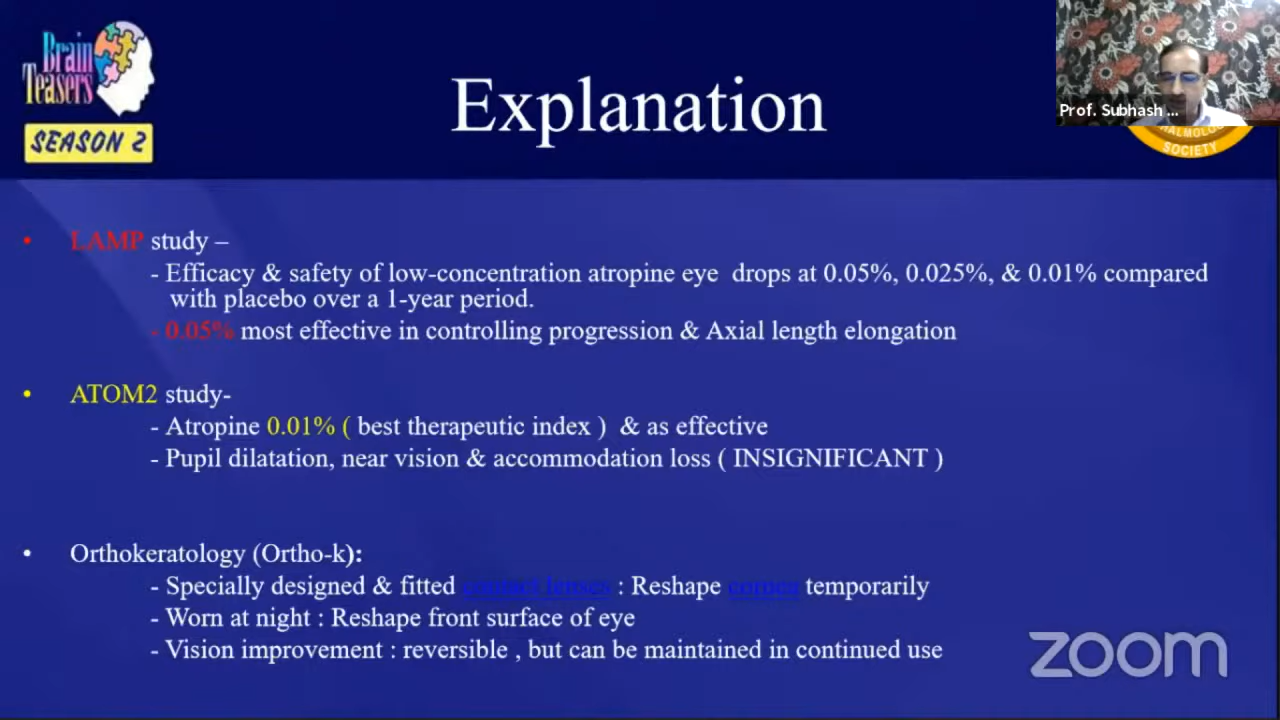 Brain
Teasers
SEASON 2
Explanation
Prof. Subhash ...
SOCIETY
• LAMP study –
- Efficacy & safety of low-concentration atropine eye drops at 0.05%, 0.025%, & 0.01% compared
with placebo over a 1-year period.
- 0.05% most effective in controlling progression & Axial length elongation
• ATOM2 study-
- Atropine 0.01% ( best therapeutic index ) & as effective
- Pupil dilatation, near vision & accommodation loss ( INSIGNIFICANT )
• Orthokeratology (Ortho-k):
- Specially designed & fitted contact lenses : Reshape cornea temporarily
- Worn at night : Reshape front surface of eye
- Vision improvement : reversible , but can be maintained in continued use
zoom